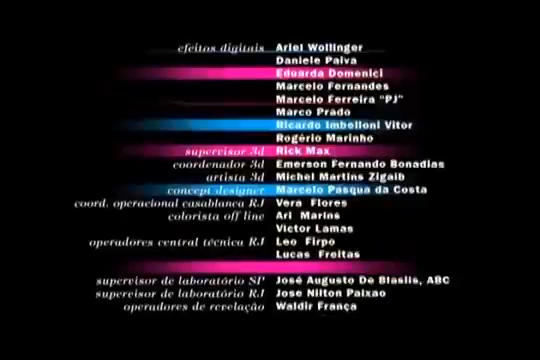 efeitos digitais Ariel Wollinger
Daniele Paiva
Eduarda Domenici
Marcelo Fernandes
Marcelo Ferreira "PJ"
Marco Prado
Ricardo Imbelloni Vitor
Rogério Marinho
supervisor 3d Rick Max
coordenador 3d Emerson Fernando Bonadias
artista 3d Michel Martins Zigaib
concept designer Marcelo Pasqua da Costa
coord. operacional casablanca RJ Vera Flores
colorista off line Ari Marins
Victor Lamas
operadores central técnica RJ Leo Firpo
Lucas Freitas
supervisor de laboratório SP José Augusto De Blasiis, ABC
supervisor de laboratório RJ Jose Nilton Paixao
operadores de revelação Waldir França